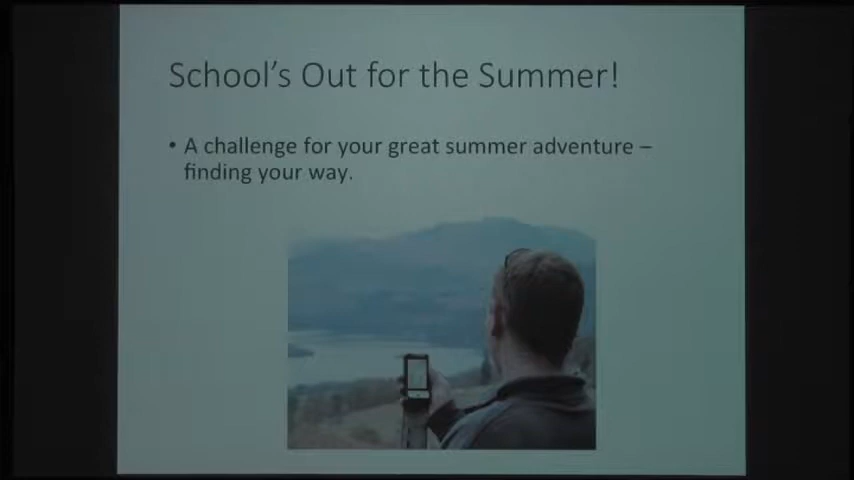 School's Out for the Summer!
• A challenge for your great summer adventure –
finding your way.